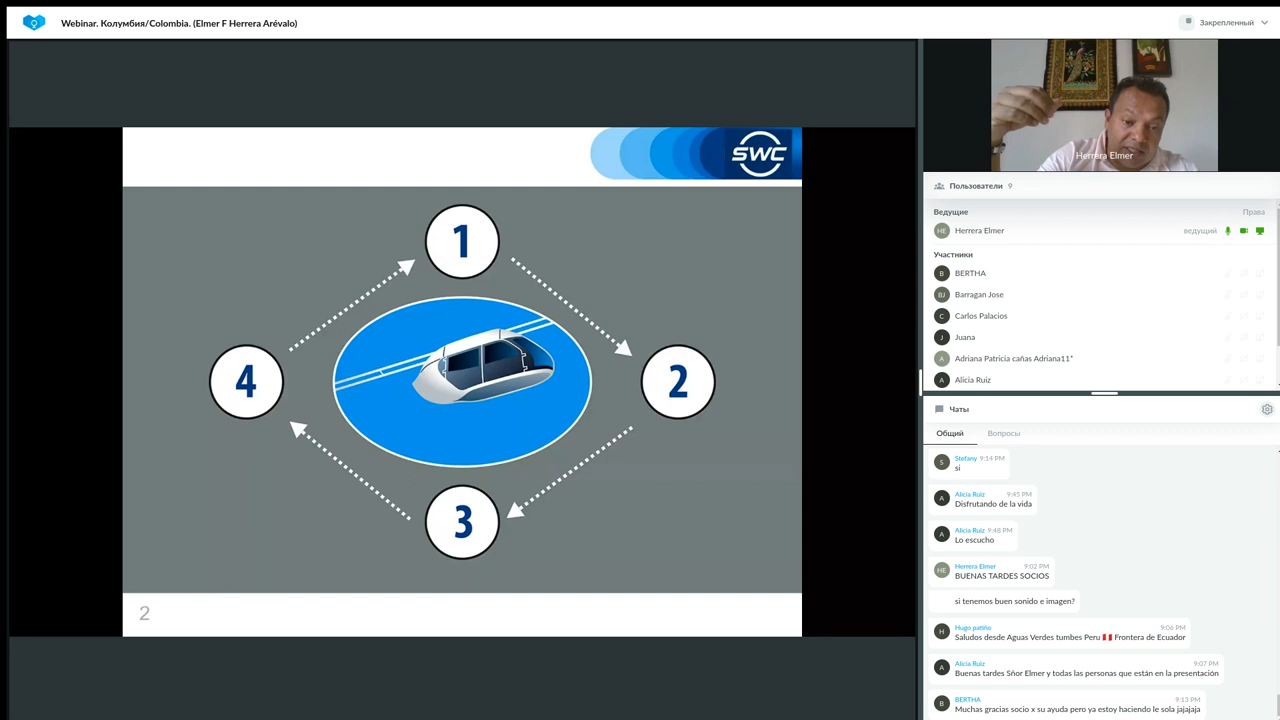 Webinar. Колумбия/Colombia. (Elmer F Herrera Arévalo)
Закрепленный
SWC
1
4
2
3
2
Herrera Elmer
Пользователи 9
Ведущие Права
HE Herrera Elmer ведущий
Участники
B BERTHA
BJ Barragan Jose
C Carlos Palacios
J Juana
A Adriana Patricia cañas Adriana11*
A Alicia Ruiz
Чаты
Общий Вопросы
S Stefany 9:14 PM
si
A Alicia Ruiz 9:45 PM
Disfrutando de la vida
A Alicia Ruiz 9:48 PM
Lo escucho
HE Herrera Elmer 9:02 PM
BUENAS TARDES SOCIOS
si tenemos buen sonido e imagen?
H Hugo patiño 9:06 PM
Saludos desde Aguas Verdes tumbes Peru 🇵🇪 Frontera de Ecuador
A Alicia Ruiz 9:07 PM
Buenas tardes Sñor Elmer y todas las personas que están en la presentación
B BERTHA 9:13 PM
Muchas gracias socio x su ayuda pero ya estoy haciendo le sola jajajaja